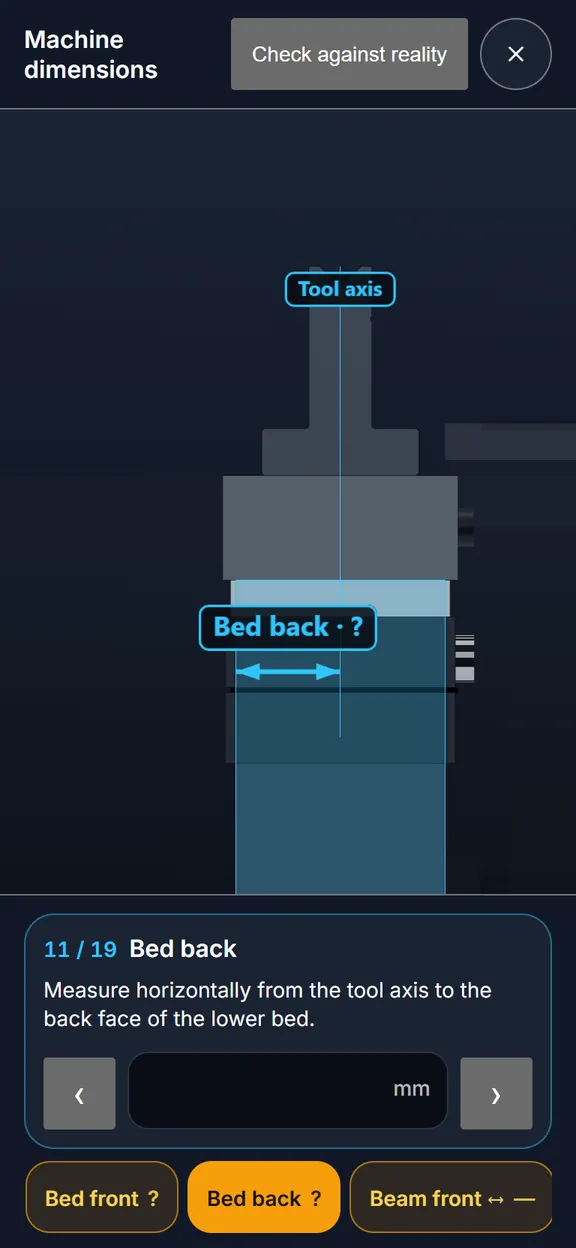 Machine
dimensions
Check against reality
Tool axis
Bed back · ?
11 / 19 Bed back
Measure horizontally from the tool axis to the
back face of the lower bed.
‹
mm
›
Bed front ?
Bed back ?
Beam front ↔ —